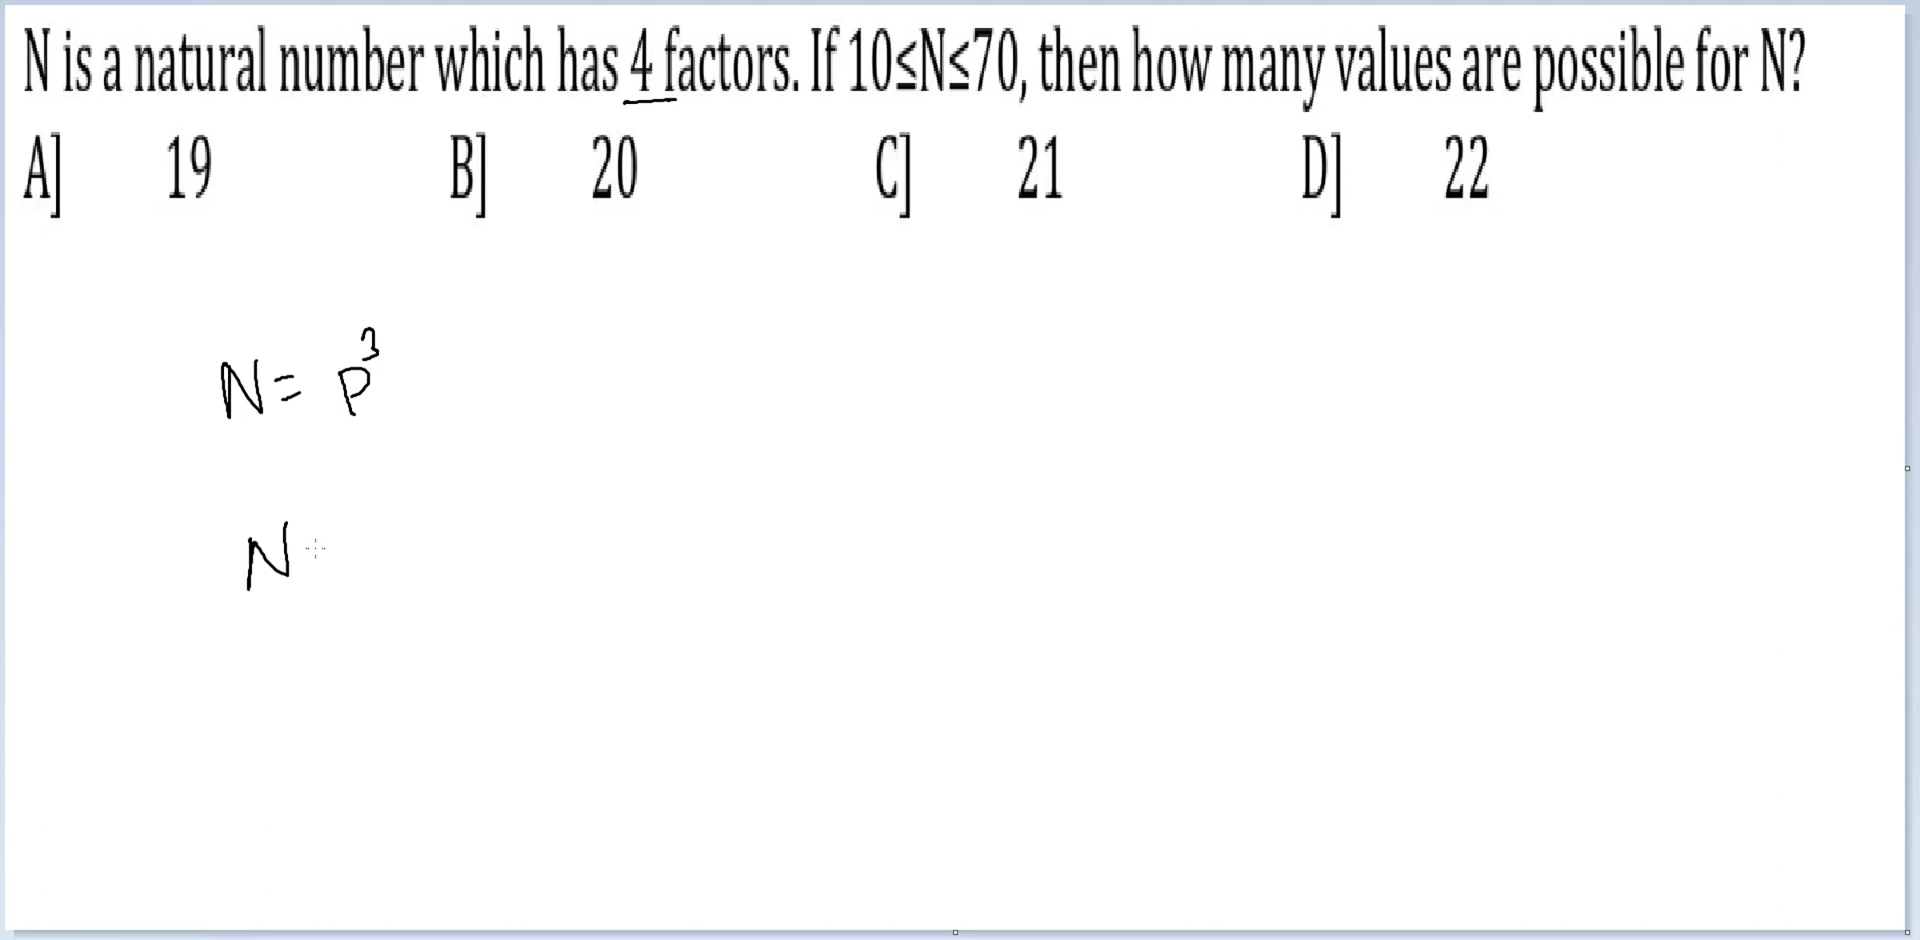 N is a natural number which has 4 factors. If 10≤N≤70, then how many values are possible for N?
A] 19 B] 20 C] 21 D] 22
N = P³
N